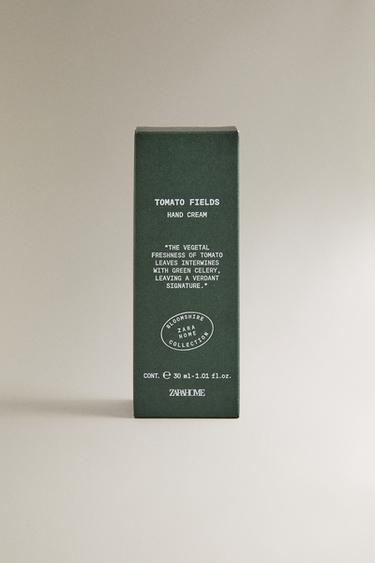 TOMATO FIELDS
HAND CREAM
"THE VEGETAL
FRESHNESS OF TOMATO
LEAVES INTERWINES
WITH GREEN CELERY,
LEAVING A VERDANT
SIGNATURE."
BLOOMSHIRE
ZARA
HOME
COLLECTION
CONT. ℮ 30 ml-1.01 fl.oz.
ZARAHOME